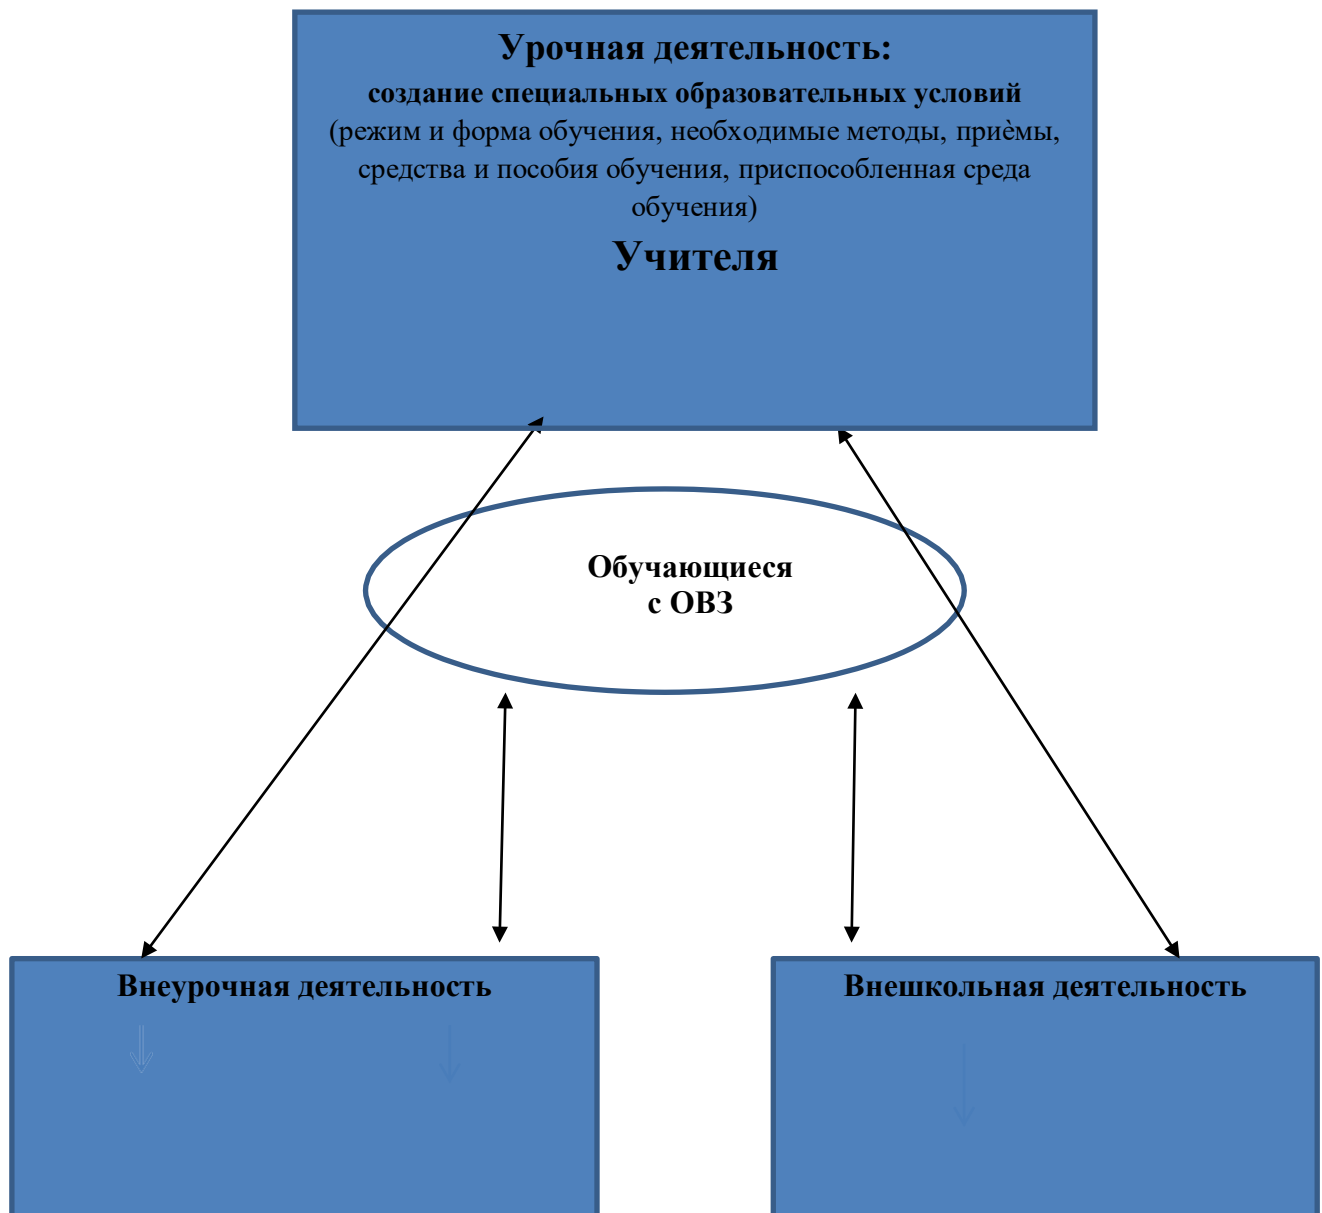 Урочная деятельность:
создание специальных образовательных условий
(режим и форма обучения, необходимые методы, приѐмы,
средства и пособия обучения, приспособленная среда
обучения)
Учителя
Обучающиеся
с ОВЗ
Внеурочная деятельность
Внешкольная деятельность